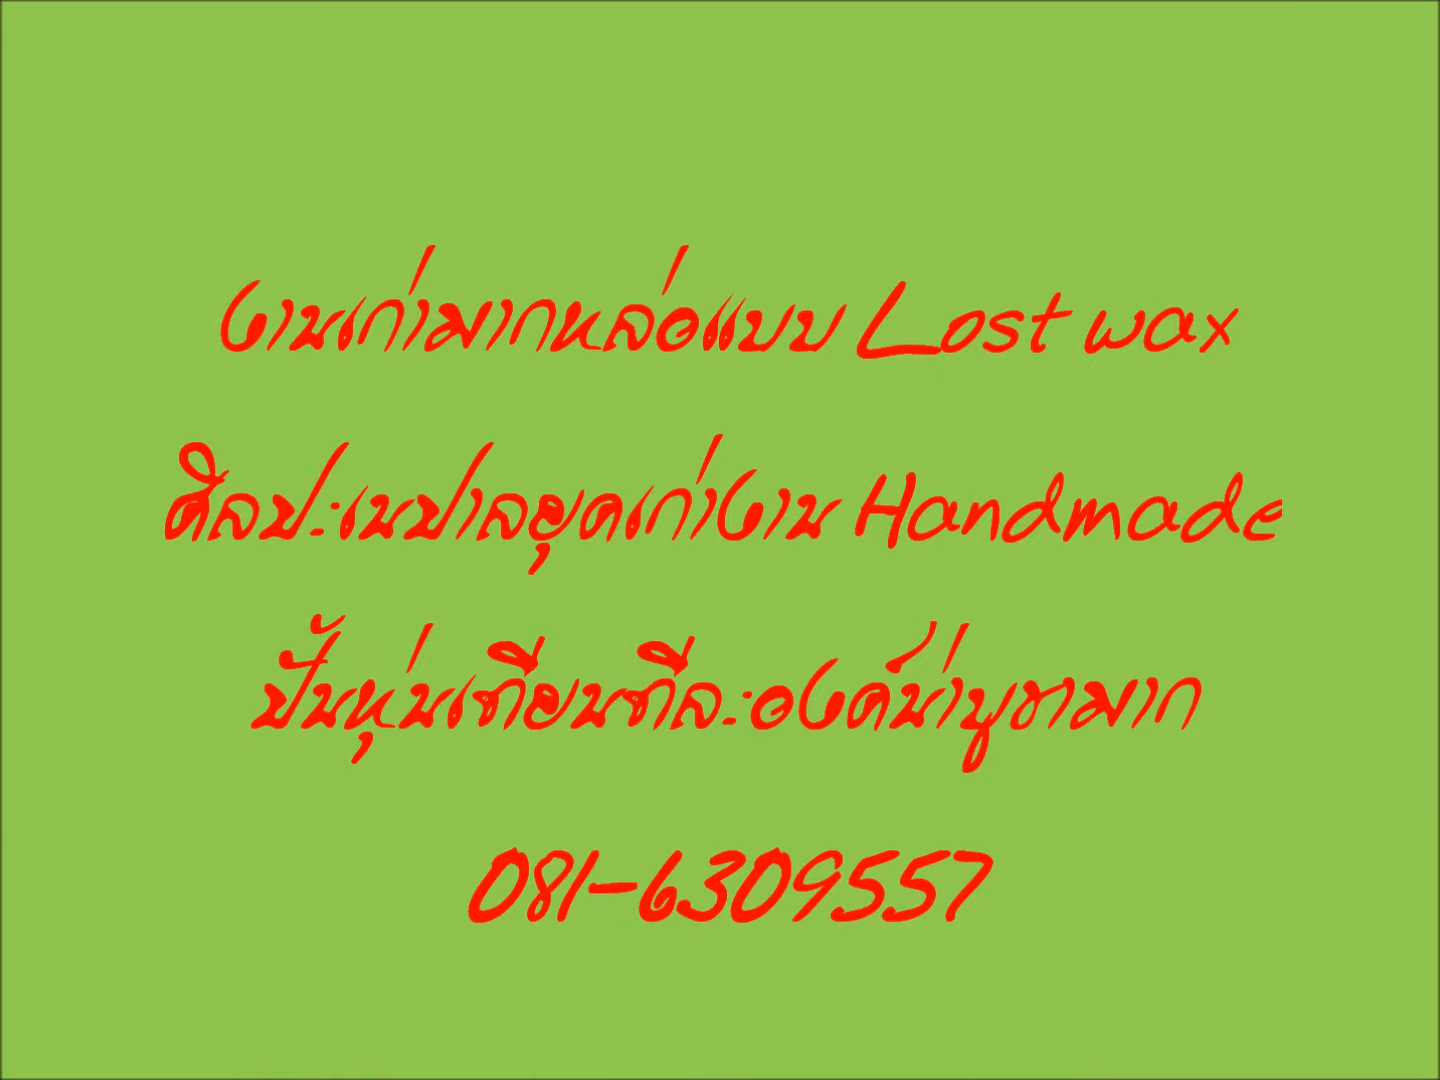 งานเก่ามากหล่อแบบ Lost wax
ศิลปะเนปาลยุคเก่างาน Handmade
ปั้นหุ่นเทียนทีละองค์น่าบูชามาก
081-6309557